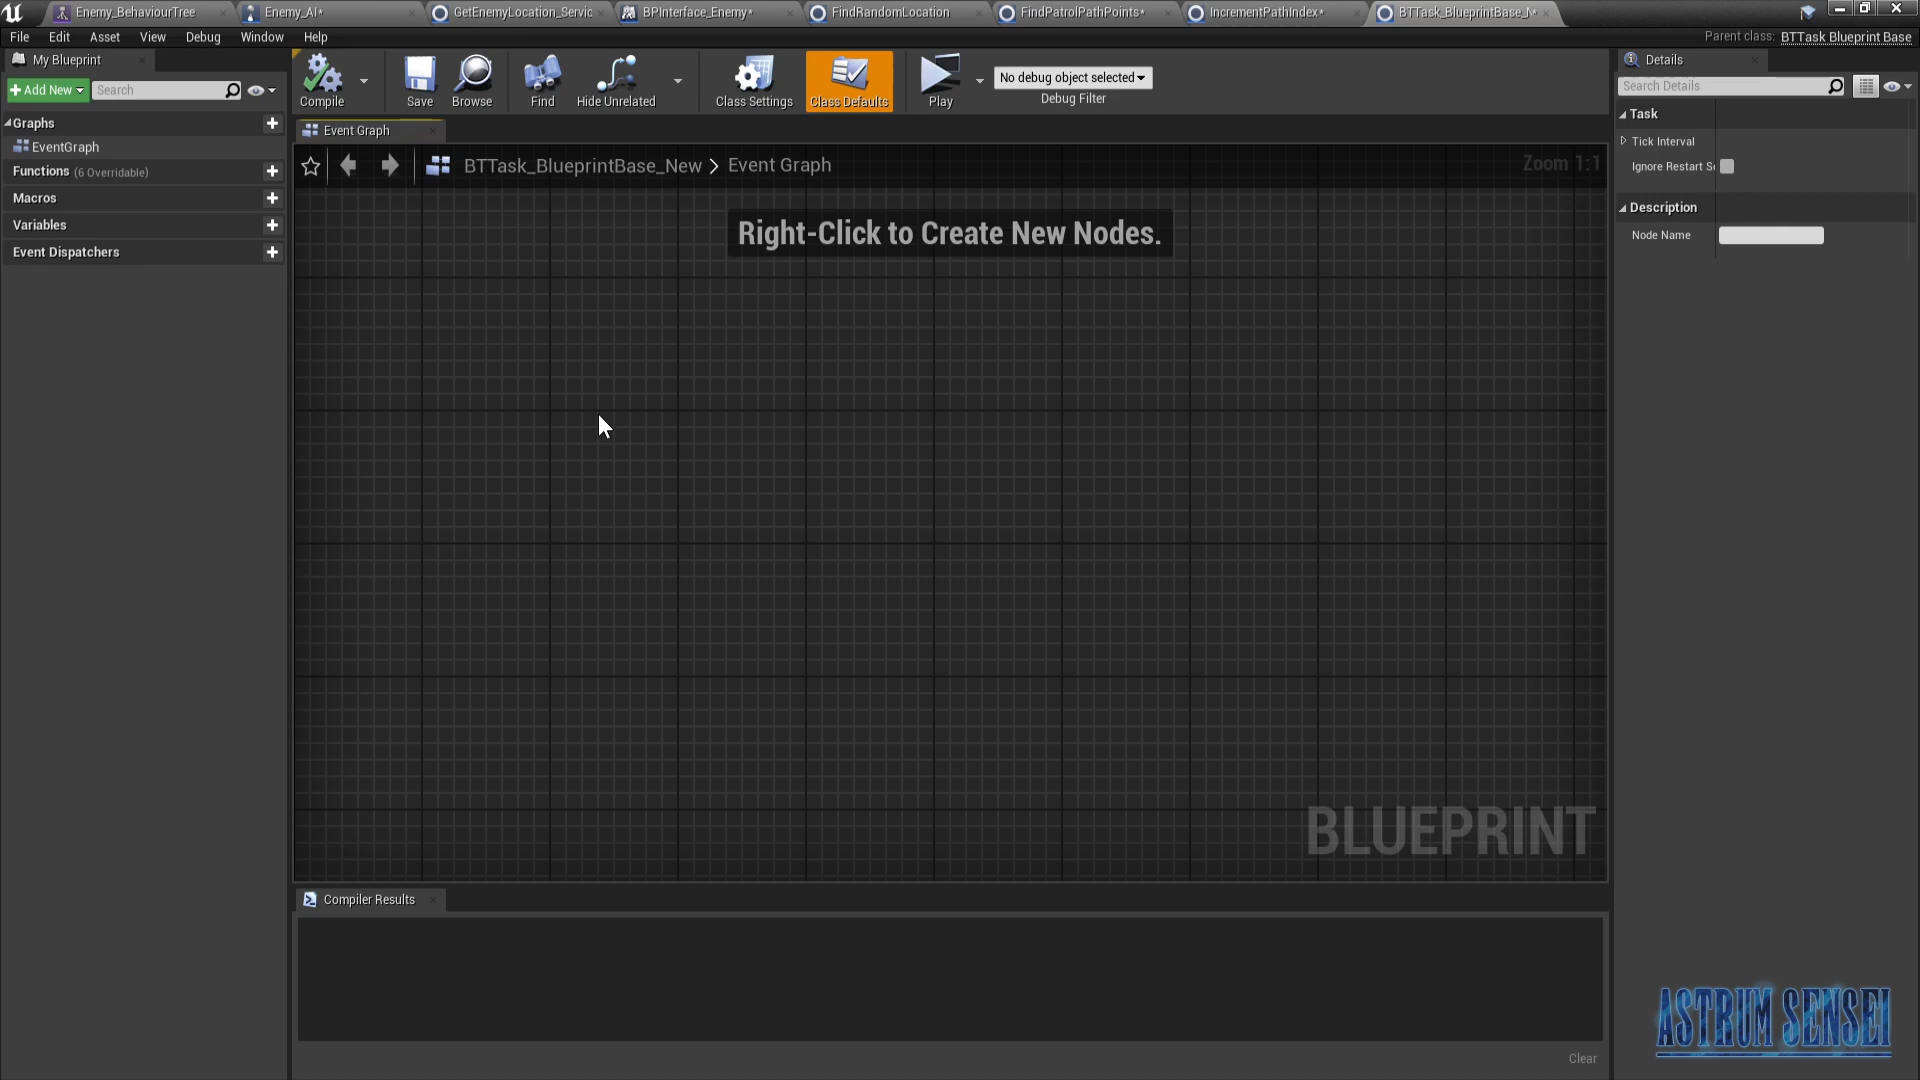 Enemy_BehaviourTree
Enemy_AI*
GetEnemyLocation_Servic
BPInterface_Enemy*
FindRandomLocation
FindPatrolPathPoints*
IncrementPathIndex*
BTTask_BlueprintBase_N*
File
Edit
Asset
View
Debug
Window
Help
Parent class: BTTask Blueprint Base
My Blueprint
Add New
Search
Graphs
EventGraph
Functions (6 Overridable)
Macros
Variables
Event Dispatchers
Compile
Save
Browse
Find
Hide Unrelated
Class Settings
Class Defaults
Play
No debug object selected
Debug Filter
Event Graph
BTTask_BlueprintBase_New > Event Graph
Zoom 1:1
Right-Click to Create New Nodes.
BLUEPRINT
Compiler Results
Clear
Details
Search Details
Task
Tick Interval
Ignore Restart Se
Description
Node Name
ASTRUM SENSEI